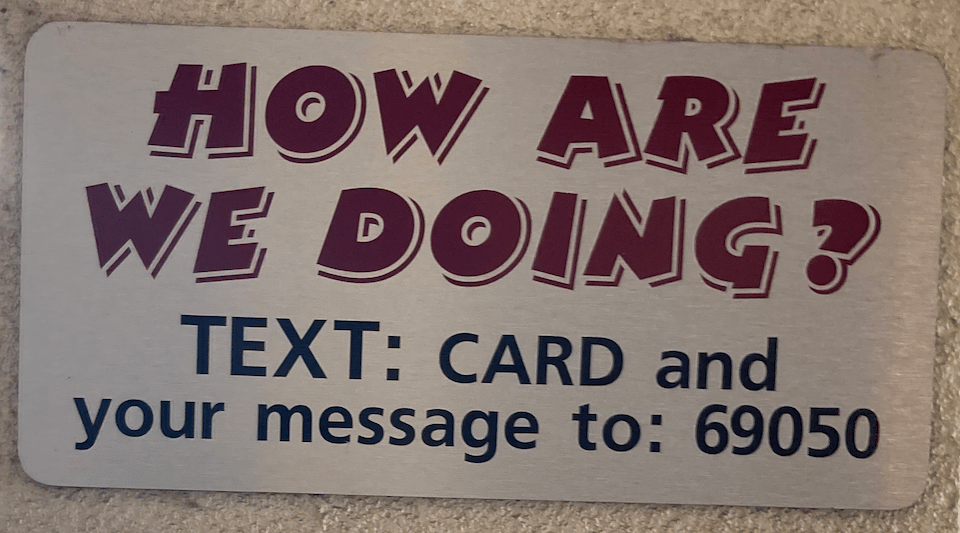 HOW ARE
WE DOING?
TEXT: CARD and
your message to: 69050